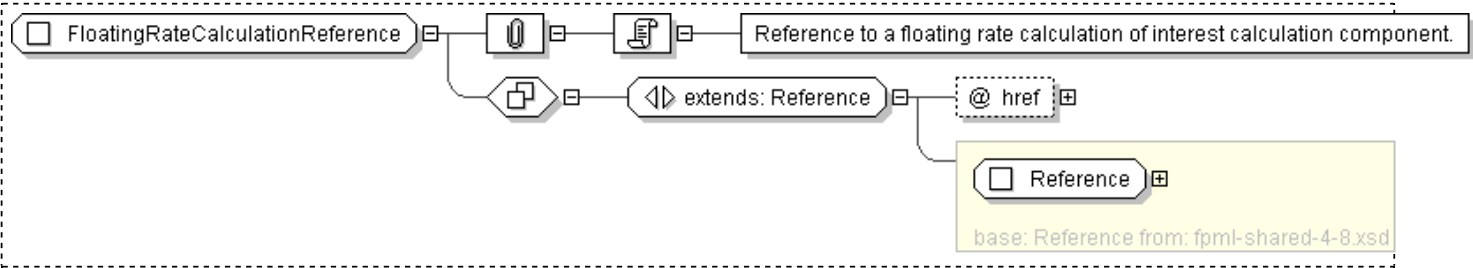 FloatingRateCalculationReference
Reference to a floating rate calculation of interest calculation component.
extends: Reference
@ href
Reference
base: Reference from: fpml-shared-4-8.xsd